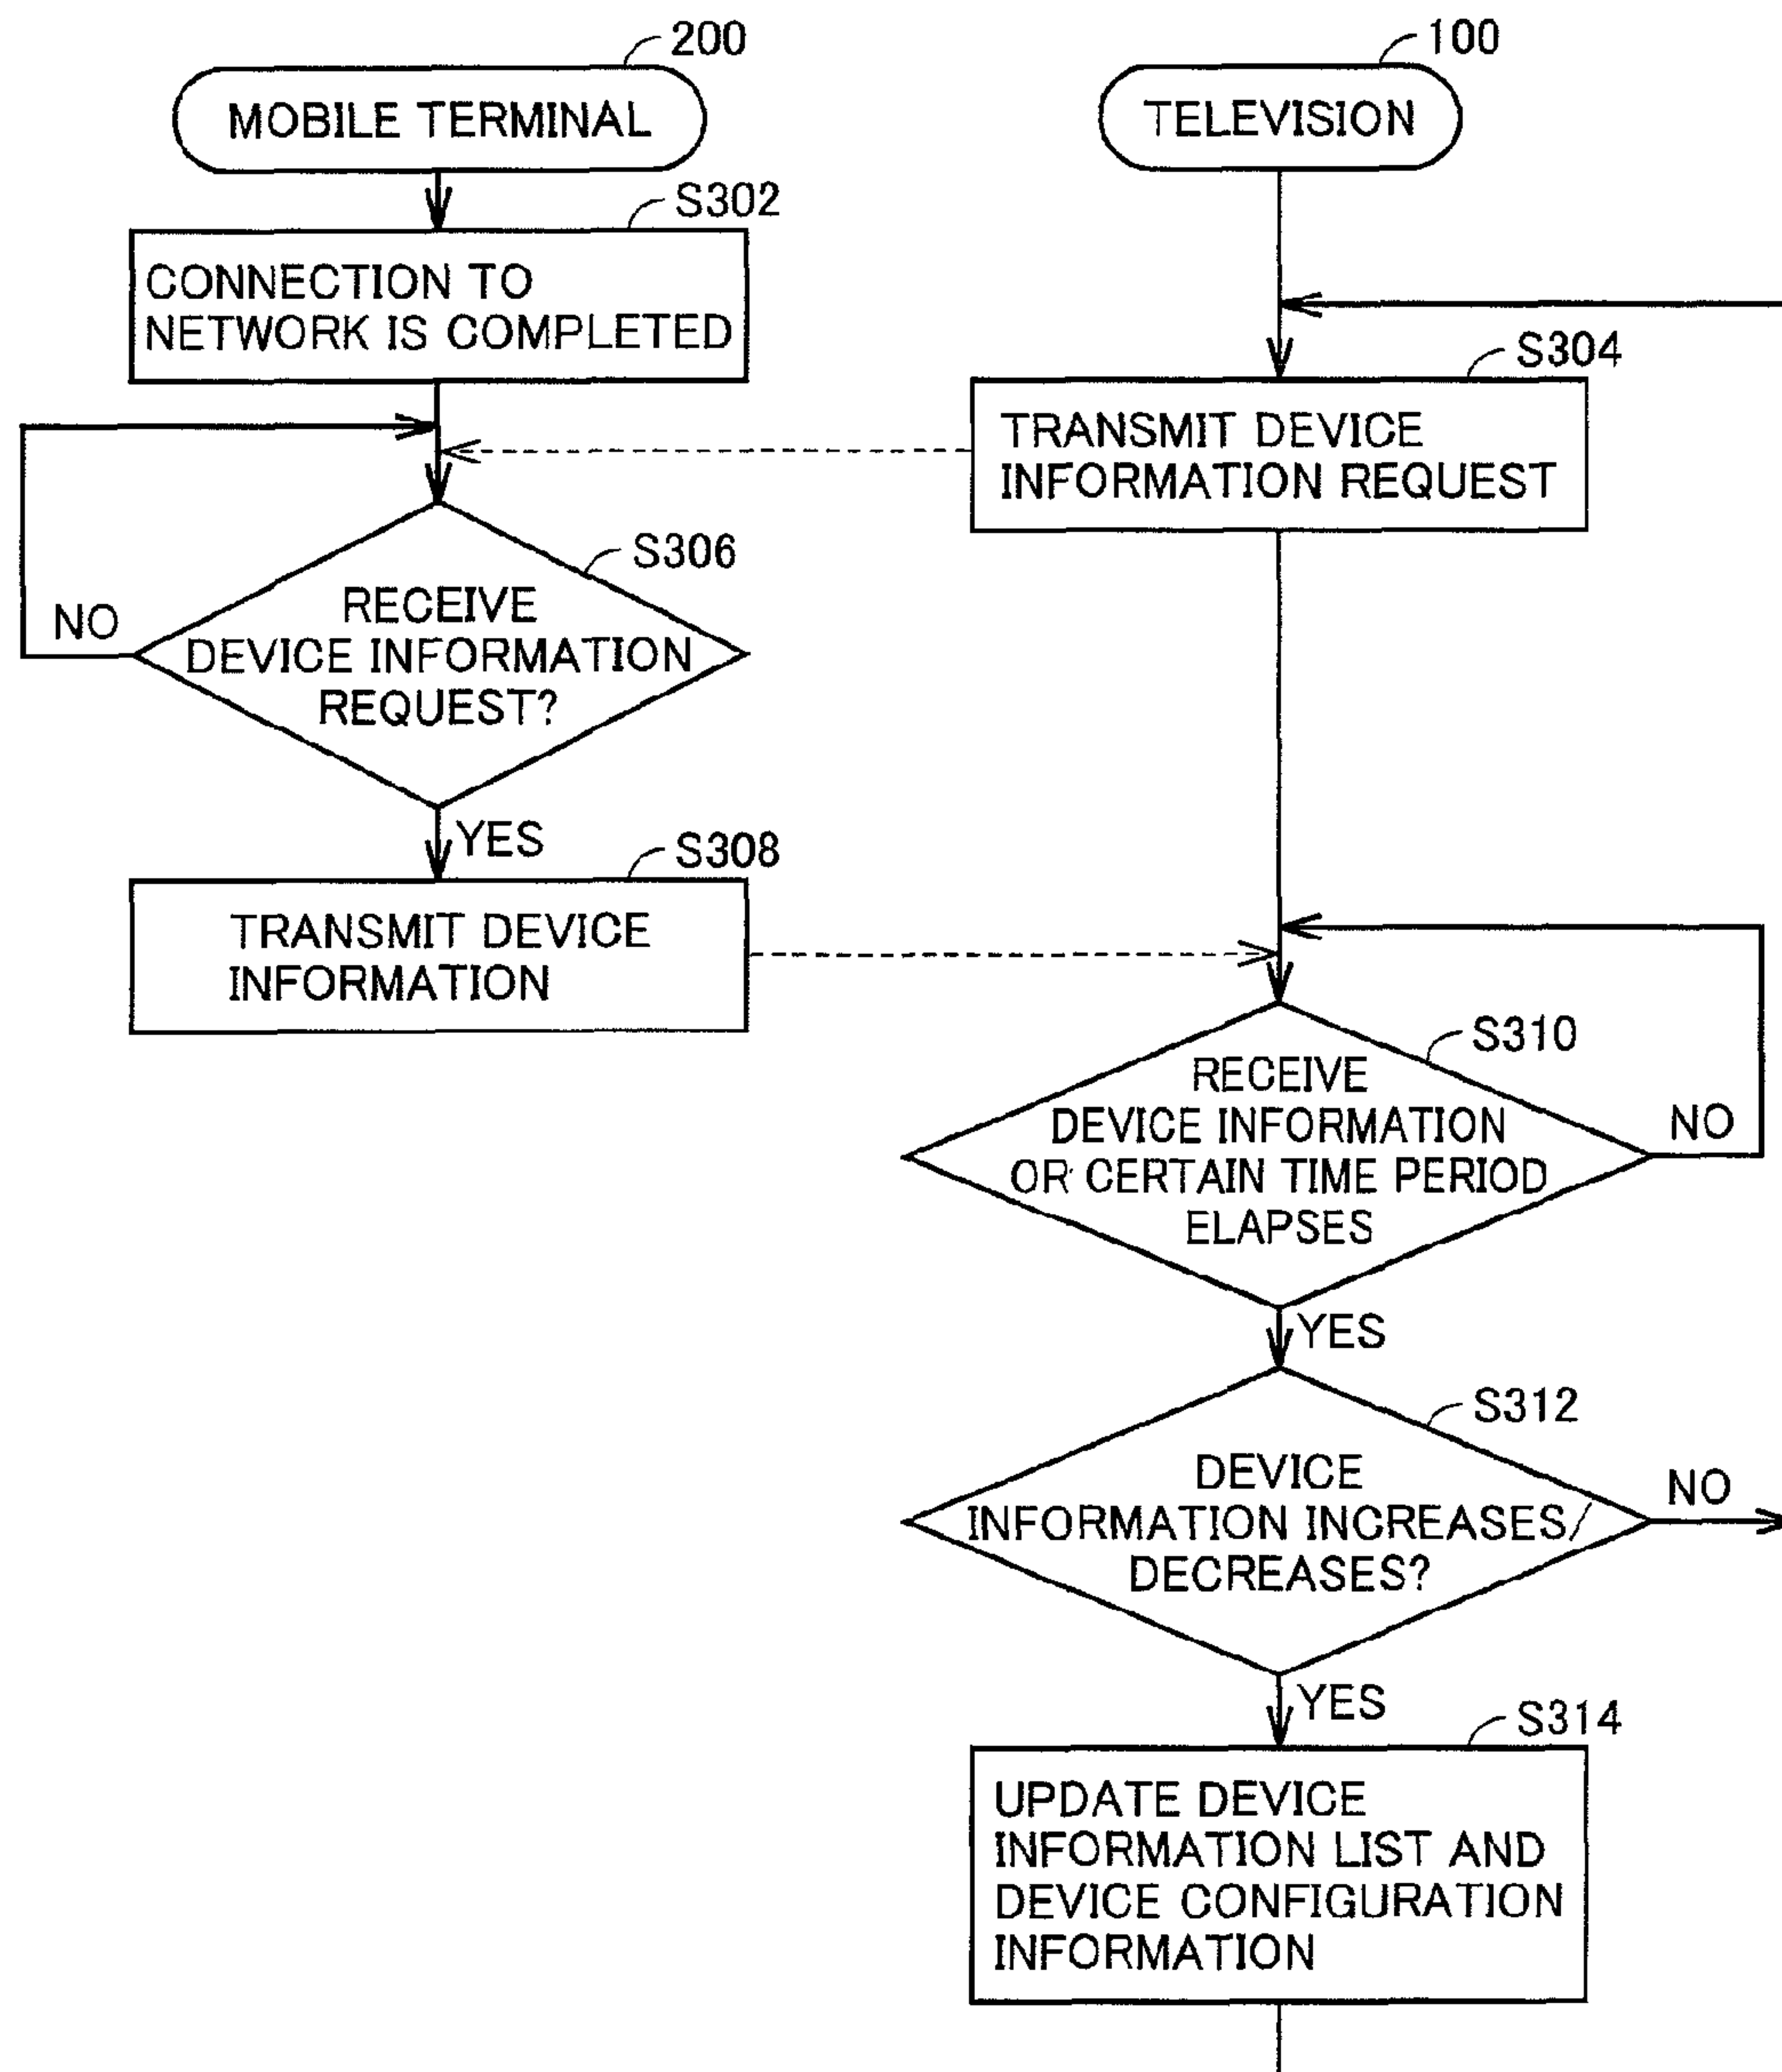 200
MOBILE TERMINAL
100
TELEVISION
S302
CONNECTION TO
NETWORK IS COMPLETED
S304
TRANSMIT DEVICE
INFORMATION REQUEST
S306
RECEIVE
DEVICE INFORMATION
REQUEST?
NO
YES
S308
TRANSMIT DEVICE
INFORMATION
S310
RECEIVE
DEVICE INFORMATION
OR CERTAIN TIME PERIOD
ELAPSES
NO
YES
S312
DEVICE
INFORMATION INCREASES/
DECREASES?
NO
YES
S314
UPDATE DEVICE
INFORMATION LIST AND
DEVICE CONFIGURATION
INFORMATION